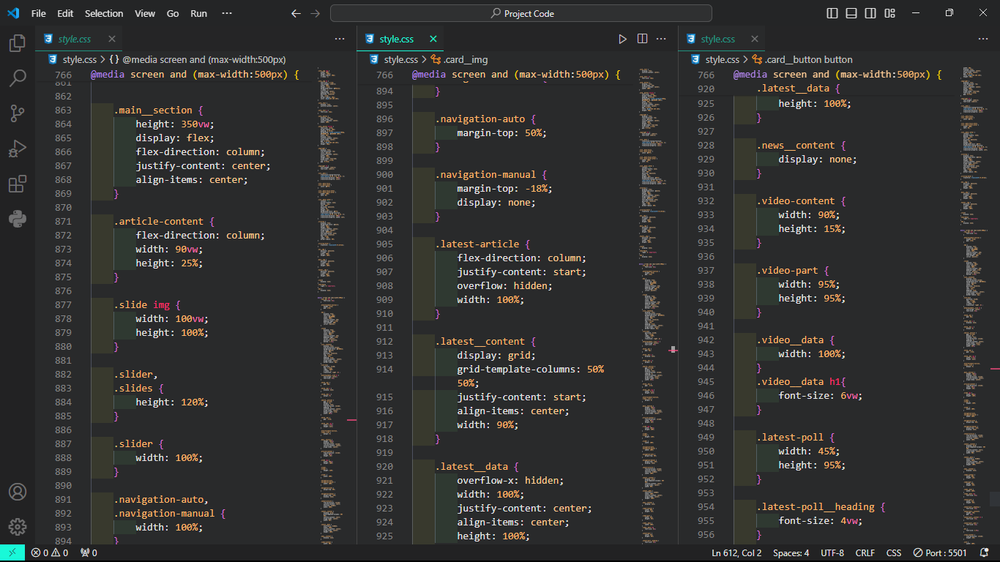 File Edit Selection View Go Run ··· Project Code
style.css
style.css > {} @media screen and (max-width:500px)
766 @media screen and (max-width:500px) {
861
862
863 .main__section {
864 height: 350vw;
865 display: flex;
866 flex-direction: column;
867 justify-content: center;
868 align-items: center;
869 }
870
871 .article-content {
872 flex-direction: column;
873 width: 90vw;
874 height: 25%;
875 }
876
877 .slide img {
878 width: 100vw;
879 height: 100%;
880 }
881
882 .slider,
883 .slides {
884 height: 120%;
885 }
886
887 .slider {
888 width: 100%;
889 }
890
891 .navigation-auto,
892 .navigation-manual {
893 width: 100%;
894 }
style.css
style.css > .card__img
766 @media screen and (max-width:500px) {
894 }
895
896 .navigation-auto {
897 margin-top: 50%;
898 }
899
900 .navigation-manual {
901 margin-top: -18%;
902 display: none;
903 }
904
905 .latest-article {
906 flex-direction: column;
907 justify-content: start;
908 overflow: hidden;
909 width: 100%;
910 }
911
912 .latest__content {
913 display: grid;
914 grid-template-columns: 50%
50%;
915 justify-content: start;
916 align-items: center;
917 width: 90%;
918 }
919
920 .latest__data {
921 overflow-x: hidden;
922 width: 100%;
923 justify-content: center;
924 align-items: center;
925 height: 100%;
style.css
style.css > .card__button button
766 @media screen and (max-width:500px) {
920 .latest__data {
925 height: 100%;
926 }
927
928 .news__content {
929 display: none;
930 }
931
932 .video-content {
933 width: 90%;
934 height: 15%;
935 }
936
937 .video-part {
938 width: 95%;
939 height: 95%;
940 }
941
942 .video__data {
943 width: 100%;
944 }
945 .video__data h1{
946 font-size: 6vw;
947 }
948
949 .latest-poll {
950 width: 45%;
951 height: 95%;
952 }
953
954 .latest-poll__heading {
955 font-size: 4vw;
956 }
0 0 0 Ln 612, Col 2 Spaces: 4 UTF-8 CRLF CSS Port : 5501